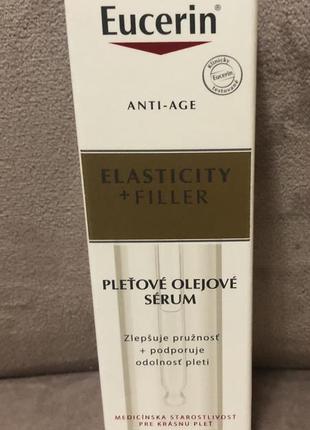 Eucerin®
klinicky
Eucerin
testované
ANTI-AGE
ELASTICITY
+ FILLER
PLEŤOVÉ OLEJOVÉ
SÉRUM
Zlepšuje pružnosť
+ podporuje
odolnosť pleti
MEDICÍNSKA STAROSTLIVOSŤ
PRE KRÁSNU PLEŤ